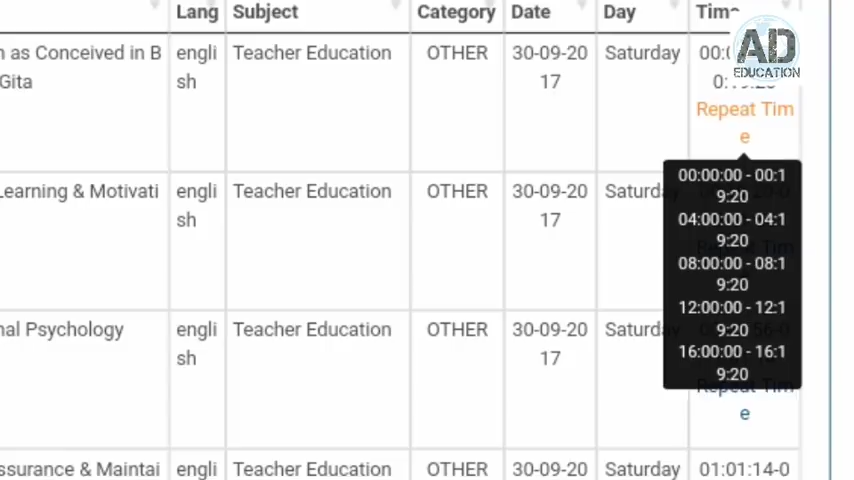 Lang Subject Category Date Day Time
AD
EDUCATION
as Conceived in B engli Teacher Education OTHER 30-09-20 Saturday
Gita sh 17
Repeat Tim
e
00:00:00 - 00:1
9:20
04:00:00 - 04:1
9:20
08:00:00 - 08:1
9:20
12:00:00 - 12:1
9:20
16:00:00 - 16:1
9:20
Learning & Motivati engli Teacher Education OTHER 30-09-20 Saturday
sh 17
nal Psychology engli Teacher Education OTHER 30-09-20 Saturday
sh 17
Repeat Tim
e
ssurance & Maintai engli Teacher Education OTHER 30-09-20 Saturday 01:01:14-0